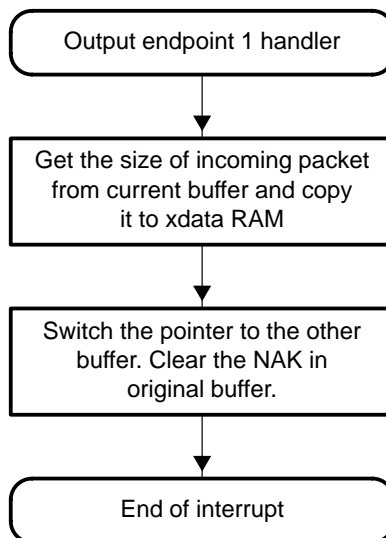 Output endpoint 1 handler
Get the size of incoming packet
from current buffer and copy
it to xdata RAM
Switch the pointer to the other
buffer. Clear the NAK in
original buffer.
End of interrupt